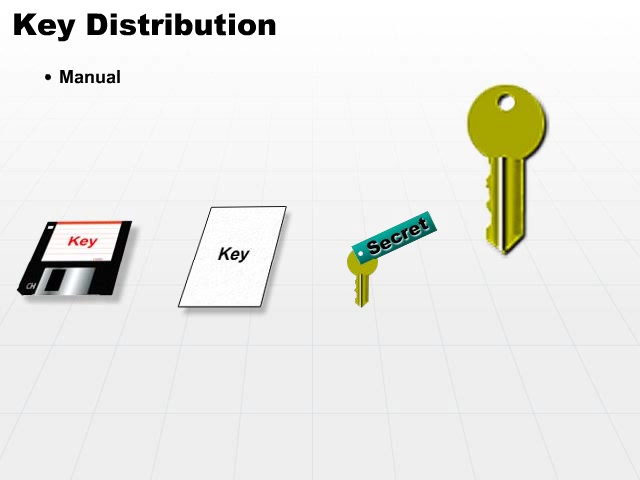 Key Distribution
• Manual
Key
Key
Secret